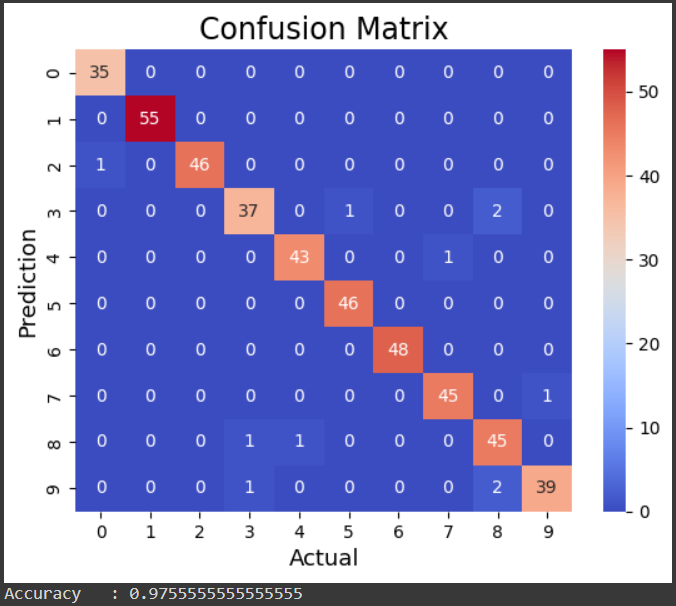 Confusion Matrix
0 35 0 0 0 0 0 0 0 0 0
1 0 55 0 0 0 0 0 0 0 0
2 1 0 46 0 0 0 0 0 0 0
3 0 0 0 37 0 1 0 0 2 0
4 0 0 0 0 43 0 0 1 0 0
5 0 0 0 0 0 46 0 0 0 0
6 0 0 0 0 0 0 48 0 0 0
7 0 0 0 0 0 0 0 45 0 1
8 0 0 0 1 1 0 0 0 45 0
9 0 0 0 1 0 0 0 0 2 39
0 1 2 3 4 5 6 7 8 9
Prediction
Actual
50
40
30
20
10
0
Accuracy : 0.9755555555555555